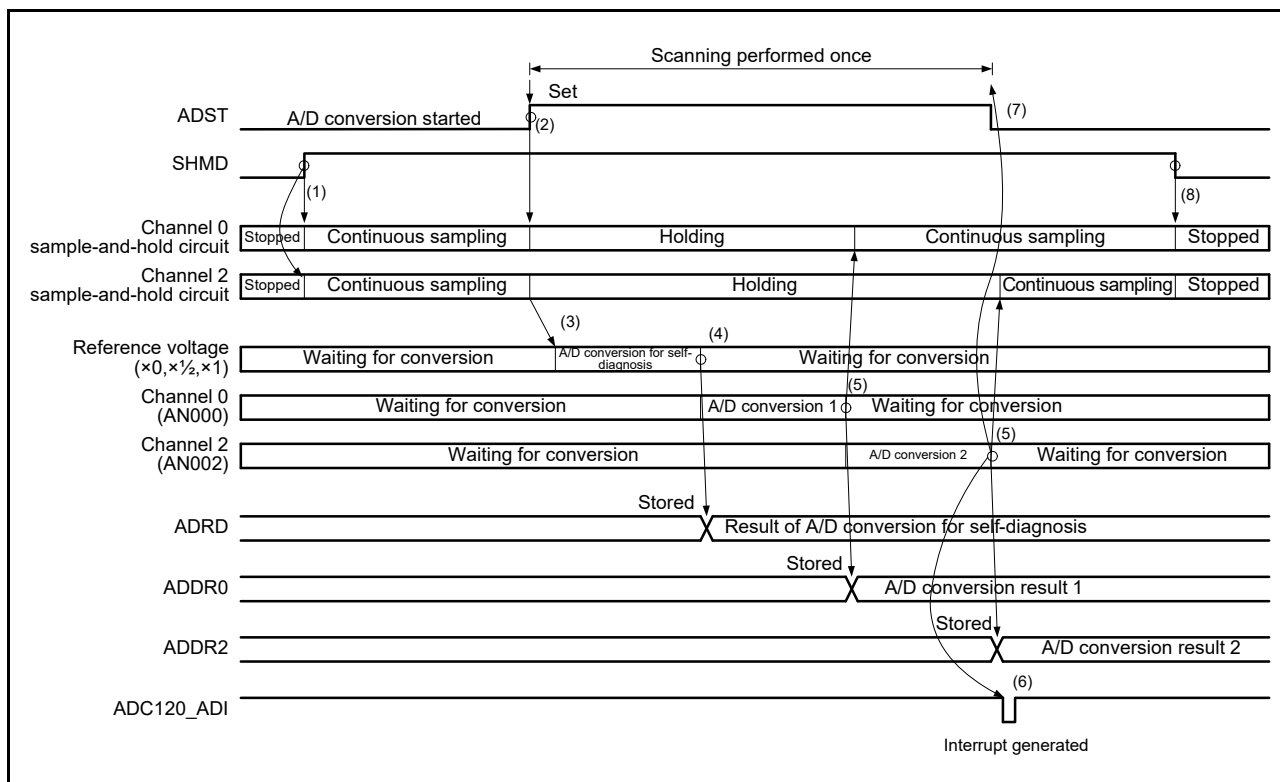 Scanning performed once
Set
ADST
A/D conversion started
(2)
(7)
SHMD
(1)
(8)
Channel 0
sample-and-hold circuit
Stopped
Continuous sampling
Holding
Continuous sampling
Stopped
Channel 2
sample-and-hold circuit
Stopped
Continuous sampling
Holding
Continuous sampling
Stopped
(3)
(4)
Reference voltage
(×0,×½,×1)
Waiting for conversion
A/D conversion for self-
diagnosis
Waiting for conversion
Channel 0
(AN000)
Waiting for conversion
A/D conversion 1
(5)
Waiting for conversion
Channel 2
(AN002)
Waiting for conversion
A/D conversion 2
(5)
Waiting for conversion
Stored
ADRD
Result of A/D conversion for self-diagnosis
Stored
ADDR0
A/D conversion result 1
Stored
ADDR2
A/D conversion result 2
(6)
ADC120_ADI
Interrupt generated